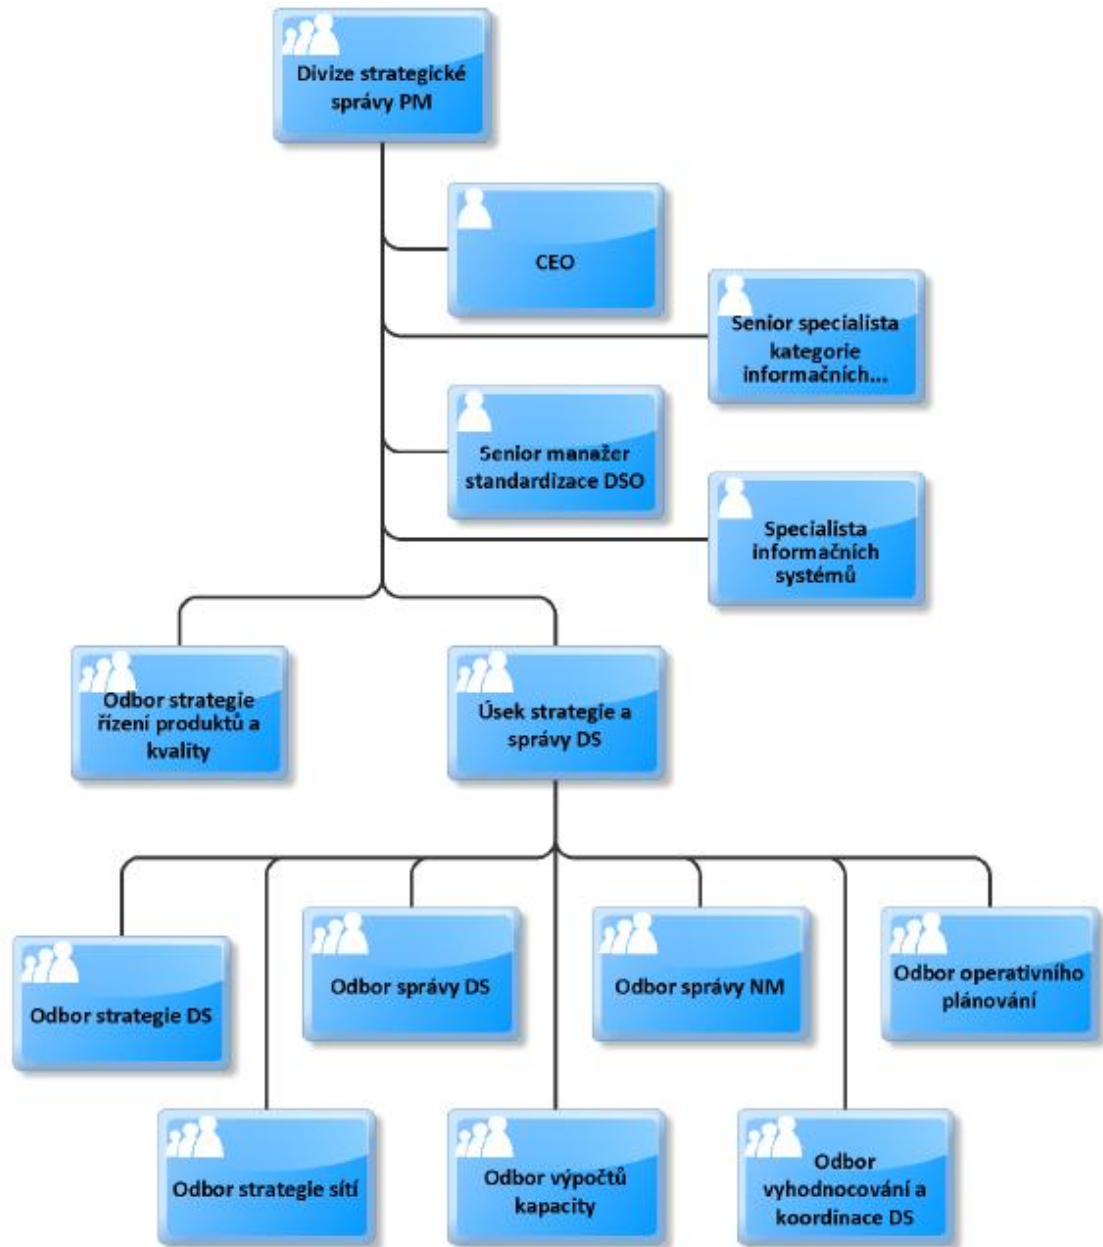 Divize strategické
správy PM
CEO
Senior specialista
kategorie
informačních...
Senior manažer
standardizace DSO
Specialista
informačních
systémů
Odbor strategie
řízení produktů a
kvality
Úsek strategie a
správy DS
Odbor strategie DS
Odbor správy DS
Odbor správy NM
Odbor operativního
plánování
Odbor strategie sítí
Odbor výpočtů
kapacity
Odbor
vyhodnocování a
koordinace DS